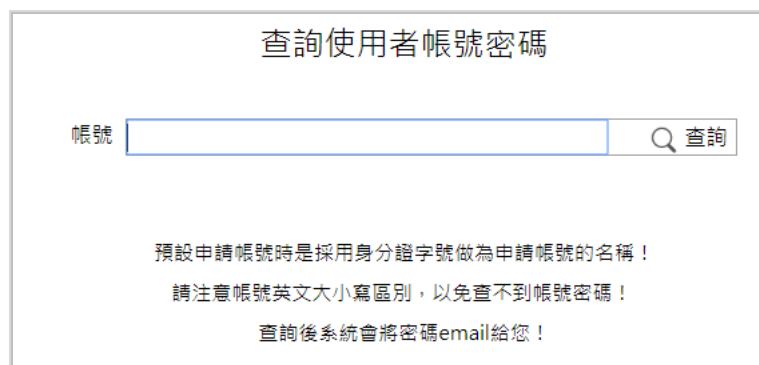 查詢使用者帳號密碼
帳號 查詢
預設申請帳號時是採用身分證字號做為申請帳號的名稱！
請注意帳號英文大小寫區別，以免查不到帳號密碼！
查詢後系統會將密碼email給您！